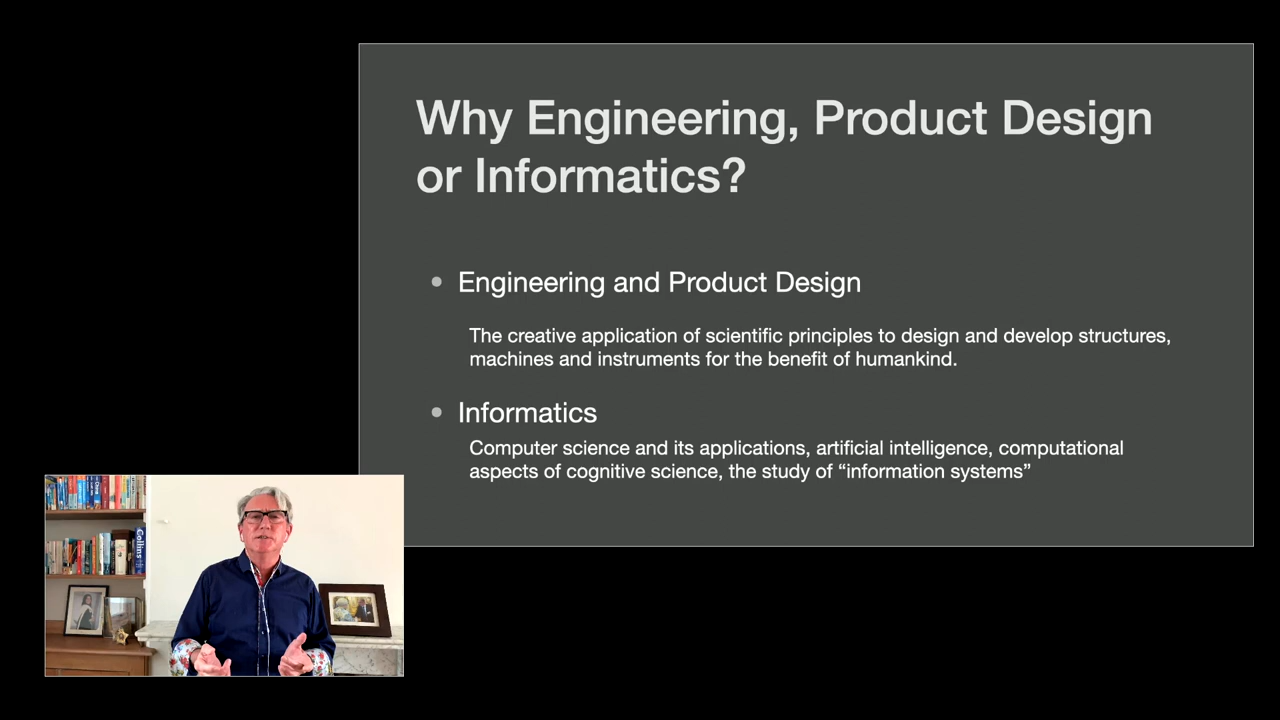 Why Engineering, Product Design
or Informatics?
Engineering and Product Design
The creative application of scientific principles to design and develop structures,
machines and instruments for the benefit of humankind.
Informatics
Computer science and its applications, artificial intelligence, computational
aspects of cognitive science, the study of “information systems”
Collins